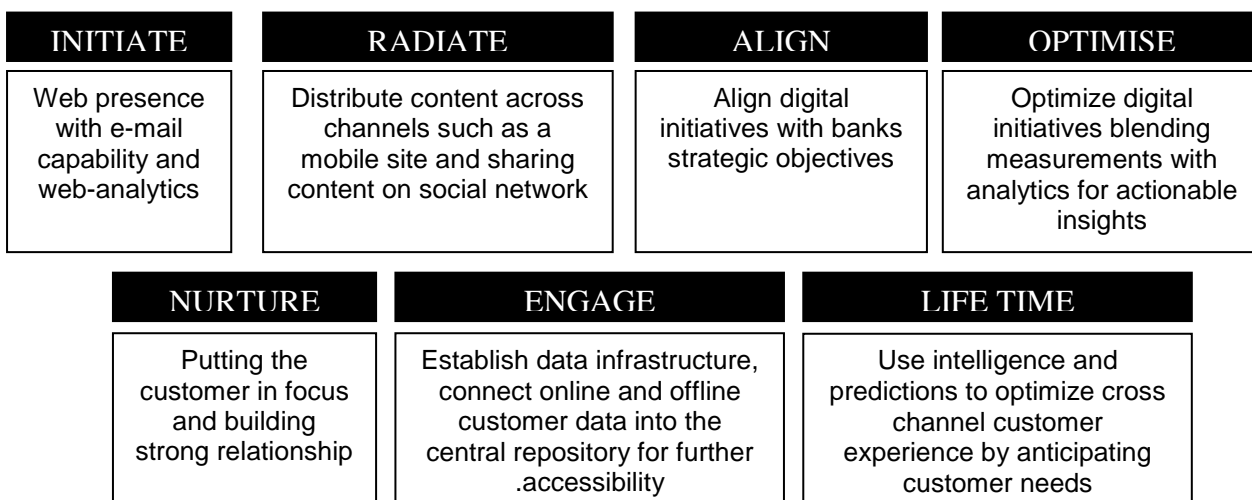 INITIATE
Web presence
with e-mail
capability and
web-analytics
RADIATE
Distribute content across
channels such as a
mobile site and sharing
content on social network
ALIGN
Align digital
initiatives with banks
strategic objectives
OPTIMISE
Optimize digital
initiatives blending
measurements with
analytics for actionable
insights
NURTURE
Putting the
customer in focus
and building
strong relationship
ENGAGE
Establish data infrastructure,
connect online and offline
customer data into the
central repository for further
.accessibility
LIFE TIME
Use intelligence and
predictions to optimize cross
channel customer
experience by anticipating
customer needs